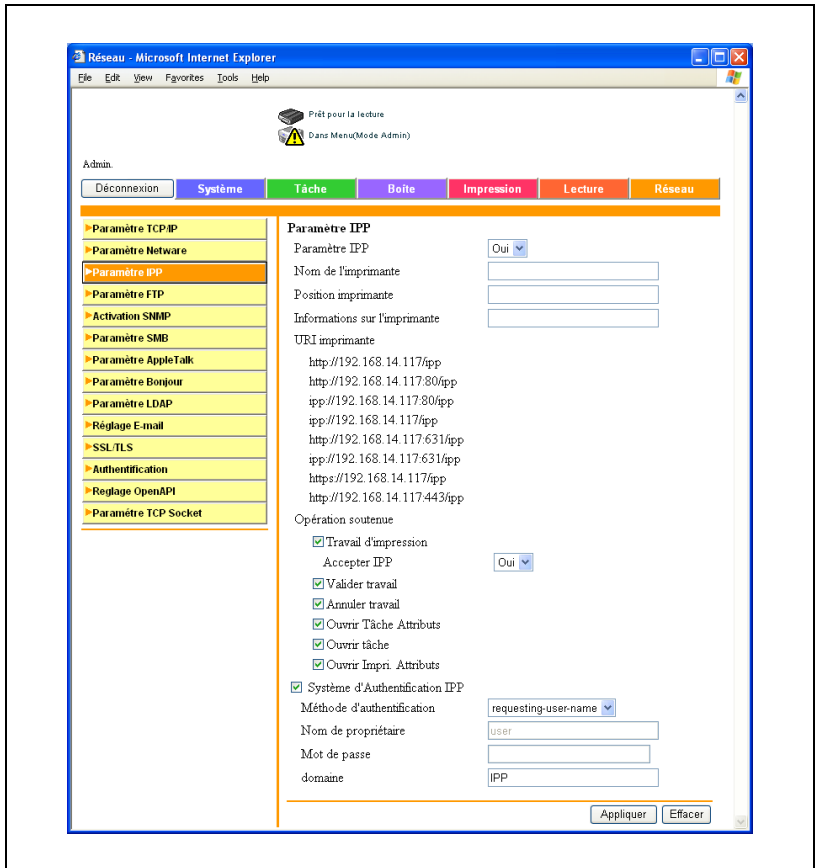 Réseau - Microsoft Internet Explorer
File Edit View Favorites Tools Help
Prêt pour la lecture
Dans Menu(Mode Admin)
Admin.
Déconnexion Système Tâche Boîte Impression Lecture Réseau
Paramètre TCP/IP
Paramètre Netware
Paramètre IPP
Paramètre FTP
Activation SNMP
Paramètre SMB
Paramètre AppleTalk
Paramètre Bonjour
Paramètre LDAP
Réglage E-mail
SSL/TLS
Authentification
Reglage OpenAPI
Paramétre TCP Socket
Paramètre IPP
Paramètre IPP Oui
Nom de l'imprimante
Position imprimante
Informations sur l'imprimante
URI imprimante
http://192.168.14.117/ipp
http://192.168.14.117:80/ipp
ipp://192.168.14.117:80/ipp
ipp://192.168.14.117/ipp
http://192.168.14.117:631/ipp
ipp://192.168.14.117:631/ipp
https://192.168.14.117/ipp
http://192.168.14.117:443/ipp
Opération soutenue
Travail d'impression
Accepter IPP Oui
Valider travail
Annuler travail
Ouvrir Tâche Attributs
Ouvrir tâche
Ouvrir Impri. Attributs
Système d'Authentification IPP
Méthode d'authentification requesting-user-name
Nom de propriétaire user
Mot de passe
domaine IPP
Appliquer Effacer